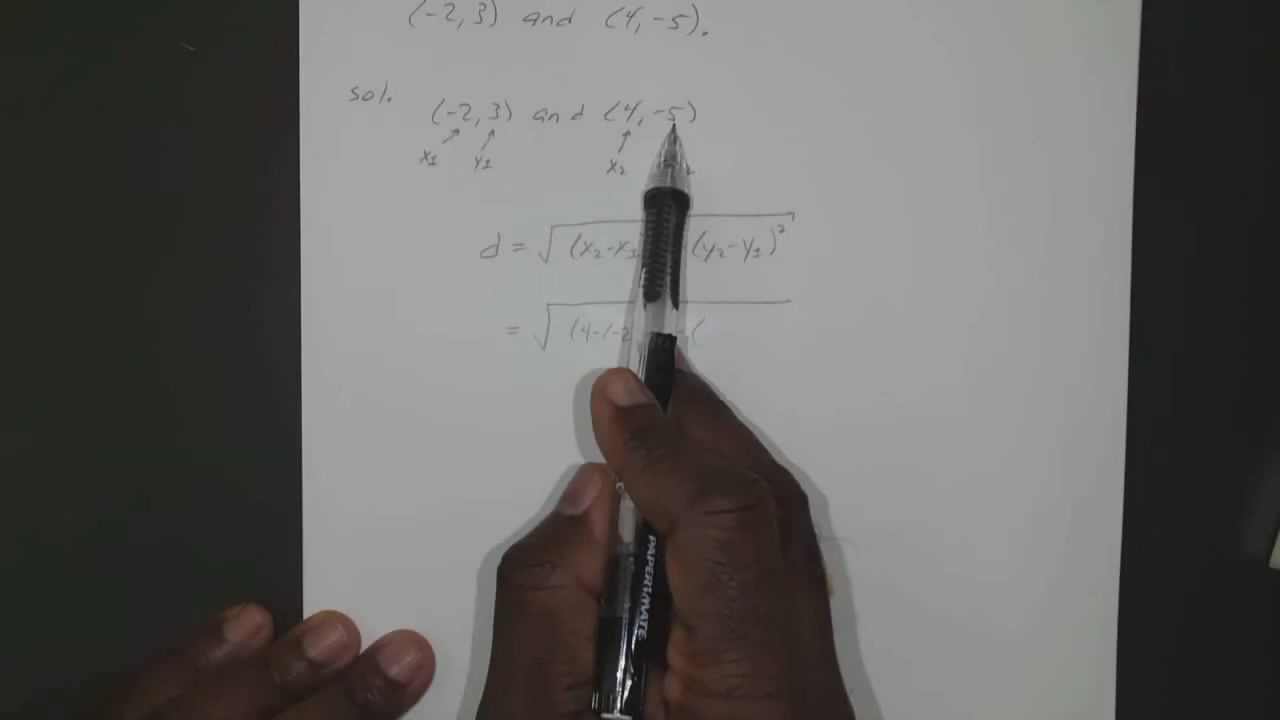 (-2, 3) and (4, -5).
sol. (-2, 3) and (4, -5)
x1 y1 x2
d = √(x2-x1 (y2-y1)²
= √(4-(-2 -(
PAPERMATE